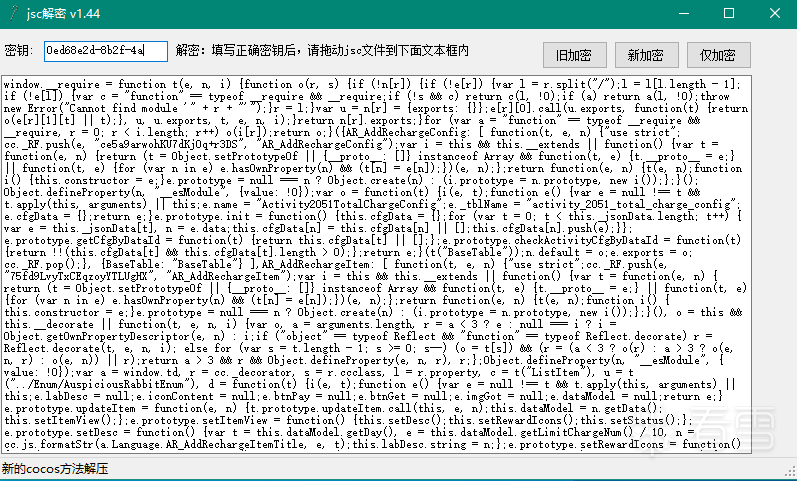 jsc解密 v1.44
密钥: 0ed68e2d-8b2f-4a 解密：填写正确密钥后，请拖动jsc文件到下面文本框内 旧加密 新加密 仅加密
window.__require = function t(e, n, i) {function o(r, s) {if (!n[r]) {if (!e[r]) {var l = r.split("/");l = l[l.length - 1];
if (!e[l]) {var c = "function" == typeof __require && __require;if (!s && c) return c(l, !0);if (a) return a(l, !0);throw
new Error("Cannot find module '" + r + "'");}r = l;}var u = n[r] = {exports: {}};e[r][0].call(u.exports, function(t) {return
o(e[r][1][t] || t);}, u, u.exports, t, e, n, i);}return n[r].exports;}for (var a = "function" == typeof __require &&
__require, r = 0; r < i.length; r++) o(i[r]);return o;}({AR_AddRechargeConfig: [ function(t, e, n) {"use strict";
cc._RF.push(e, "ce5a9arwohKU7dKjOq+r3DS", "AR_AddRechargeConfig");var i = this && this.__extends || function() {var t =
function(e, n) {return (t = Object.setPrototypeOf || {__proto__: []} instanceof Array && function(t, e) {t.__proto__ = e;}
|| function(t, e) {for (var n in e) e.hasOwnProperty(n) && (t[n] = e[n]);})(e, n);};return function(e, n) {t(e, n);function
i() {this.constructor = e;}e.prototype = null === n ? Object.create(n) : (i.prototype = n.prototype, new i());};}();
Object.defineProperty(n, "__esModule", {value: !0});var o = function(t) {i(e, t);function e() {var e = null !== t &&
t.apply(this, arguments) || this;e.name = "Activity2051TotalChargeConfig";e._tblName = "activity_2051_total_charge_config";
e.cfgData = {};return e;}e.prototype.init = function() {this.cfgData = {};for (var t = 0; t < this._jsonData.length; t++) {
var e = this._jsonData[t], n = e.data;this.cfgData[n] = this.cfgData[n] || [];this.cfgData[n].push(e);}};
e.prototype.getCfgByDataId = function(t) {return this.cfgData[t] || [];};e.prototype.checkActivityCfgByDataId = function(t)
{return !!(this.cfgData[t] && this.cfgData[t].length > 0);};return e;}(t("BaseTable"));n.default = o;e.exports = o;
cc._RF.pop();}, {BaseTable: "BaseTable"} ],AR_AddRechargeItem: [ function(t, e, n) {"use strict";cc._RF.push(e,
"75fd9LvyTxCEqzoyYTLUgMX", "AR_AddRechargeItem");var i = this && this.__extends || function() {var t = function(e, n) {
return (t = Object.setPrototypeOf || {__proto__: []} instanceof Array && function(t, e) {t.__proto__ = e;} || function(t, e)
{for (var n in e) e.hasOwnProperty(n) && (t[n] = e[n]);})(e, n);};return function(e, n) {t(e, n);function i() {
this.constructor = e;}e.prototype = null === n ? Object.create(n) : (i.prototype = n.prototype, new i());};}(), o = this &&
this.__decorate || function(t, e, n, i) {var o, a = arguments.length, r = a < 3 ? e : null === i ? i =
Object.getOwnPropertyDescriptor(e, n) : i;if ("object" == typeof Reflect && "function" == typeof Reflect.decorate) r =
Reflect.decorate(t, e, n, i); else for (var s = t.length - 1; s >= 0; s--) (o = t[s]) && (r = (a < 3 ? o(r) : a > 3 ? o(e,
n, r) : o(e, n)) || r);return a > 3 && r && Object.defineProperty(e, n, r), r;};Object.defineProperty(n, "__esModule", {
value: !0});var a = window.td, r = cc._decorator, s = r.ccclass, l = r.property, c = t("ListItem"), u = t
("../Enum/AuspiciousRabbitEnum"), d = function(t) {i(e, t);function e() {var e = null !== t && t.apply(this, arguments) ||
this;e.labDesc = null;e.iconContent = null;e.btnPay = null;e.btnGet = null;e.imgGot = null;e.dataModel = null;return e;}
e.prototype.updateItem = function(e, n) {t.prototype.updateItem.call(this, e, n);this.dataModel = n.getData();
this.setItemView();};e.prototype.setItemView = function() {this.setDesc();this.setRewardIcons();this.setStatus();};
e.prototype.setDesc = function() {var t = this.dataModel.getDay(), e = this.dataModel.getLimitChargeNum() / 10, n =
cc.js.formatStr(a.Language.AR_AddRechargeItemTitle, e, t);this.labDesc.string = n;};e.prototype.setRewardIcons = function()
新的cocos方法解压
看雪